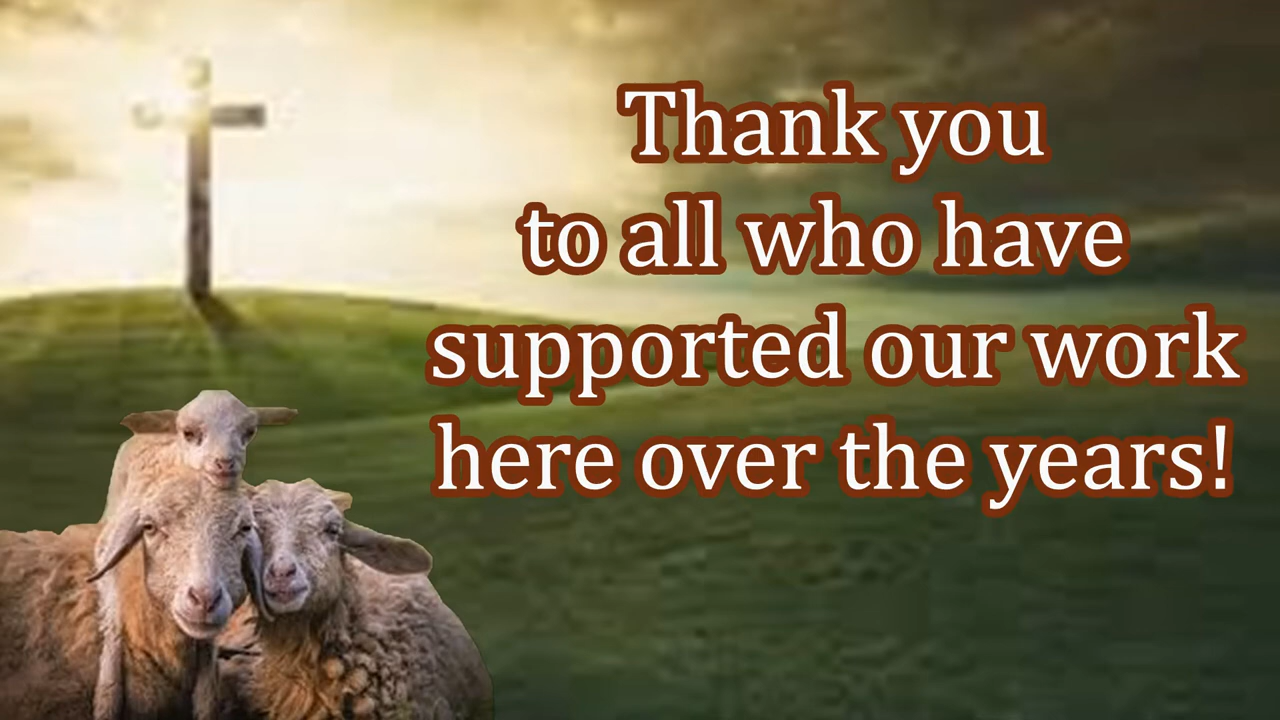 Thank you
to all who have
supported our work
here over the years!